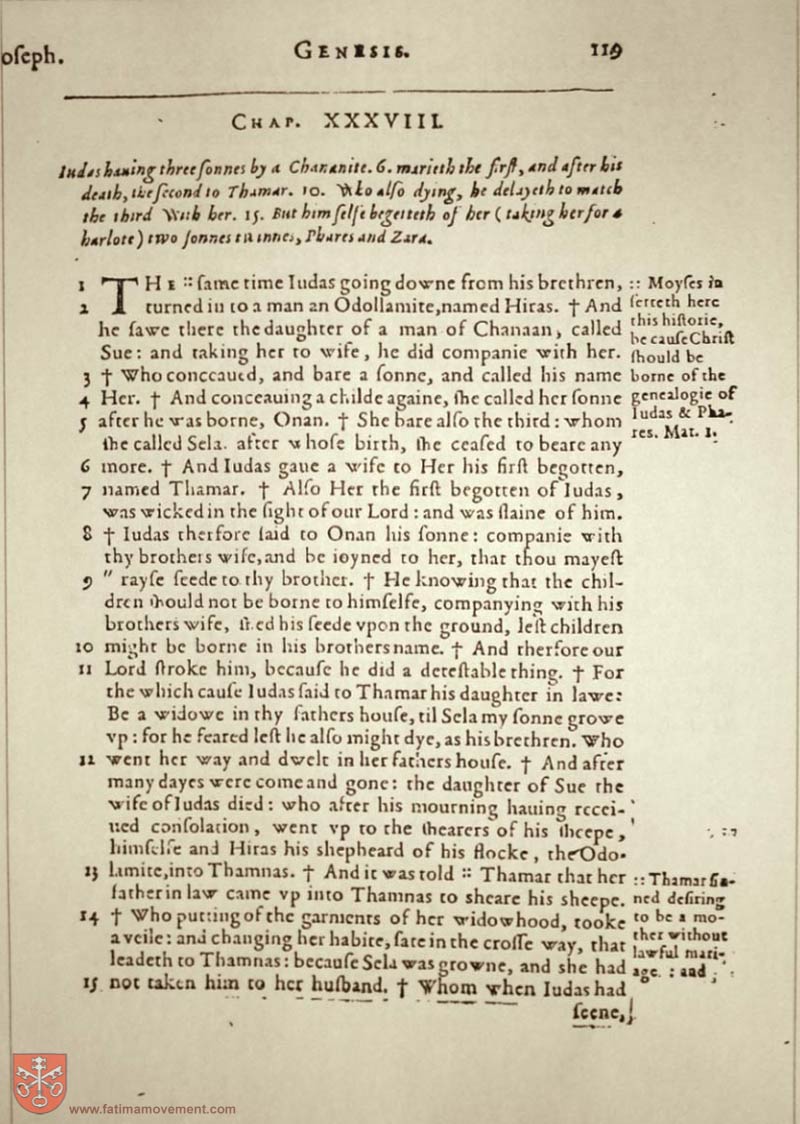 oſeph.
GENESIS.
119
CHAP. XXXVIII.
Iudas hauing three ſonnes by a Chananite. 6. marieth the firſt, and after his
death, the ſecond to Thamar. 10. Who alſo dying, he delayeth to match
the third With her. 15. But himſelfe begetteth of her (taking her for a
harlote) two ſonnes twinnes, Phares and Zara.
1 THE :: ſame time Iudas going downe from his brethren,
2 turned in to a man an Odollamite, named Hiras. † And
he ſawe there the daughter of a man of Chanaan, called
Sue: and taking her to wife, he did companie with her.
3 † Who conceaued, and bare a ſonne, and called his name
4 Her. † And conceauing a childe againe, ſhe called her ſonne
5 after he was borne, Onan. † She bare alſo the third: whom
ſhe called Sela. after whoſe birth, ſhe ceaſed to beare any
6 more. † And Iudas gaue a wife to Her his firſt begotten,
7 named Thamar. † Alſo Her the firſt begotten of Iudas,
was wicked in the ſight of our Lord: and was ſlaine of him.
8 † Iudas therfore ſaid to Onan his ſonne: companie with
thy brothers wife, and be ioyned to her, that thou mayeſt
9 " rayſe ſeede to thy brother. † He knowing that the chil-
dren ſhould not be borne to himſelfe, companying with his
brothers wife, ſhed his ſeede vpon the ground, leſt children
10 might be borne in his brothers name. † And therfore our
11 Lord ſtroke him, becauſe he did a deteſtable thing. † For
the which cauſe Iudas ſaid to Thamar his daughter in lawe:
Be a widowe in thy fathers houſe, til Sela my ſonne growe
vp: for he feared leſt he alſo might dye, as his brethren. Who
12 went her way and dwelt in her fathers houſe. † And after
many dayes were come and gone: the daughter of Sue the
wife of Iudas died: who after his mourning hauing recei-
ued conſolation, went vp to the ſhearers of his ſheepe,
himſelfe and Hiras his shepheard of his flocke, the Odo-
13 lamite, into Thamnas. † And it was told :: Thamar that her
father in law came vp into Thamnas to sheare his sheepe.
14 † Who putting of the garments of her widowhood, tooke
a veile: and changing her habite, ſate in the croſſe way, that
leadeth to Thamnas: becauſe Sela was growne, and she had
15 not taken him to her huſband. † Whom when Iudas had
ſeene,
:: Moyſes in
ſerteth here
this hiſtorie,
becauſe Chriſt
ſhould be
borne of the
genealogie of
Iudas & Pha-
res. Mat. 1.
:: Thamar ſin-
ned deſiring
to be a mo-
ther without
lawful mari-
age. : and
www.fatimamovement.com